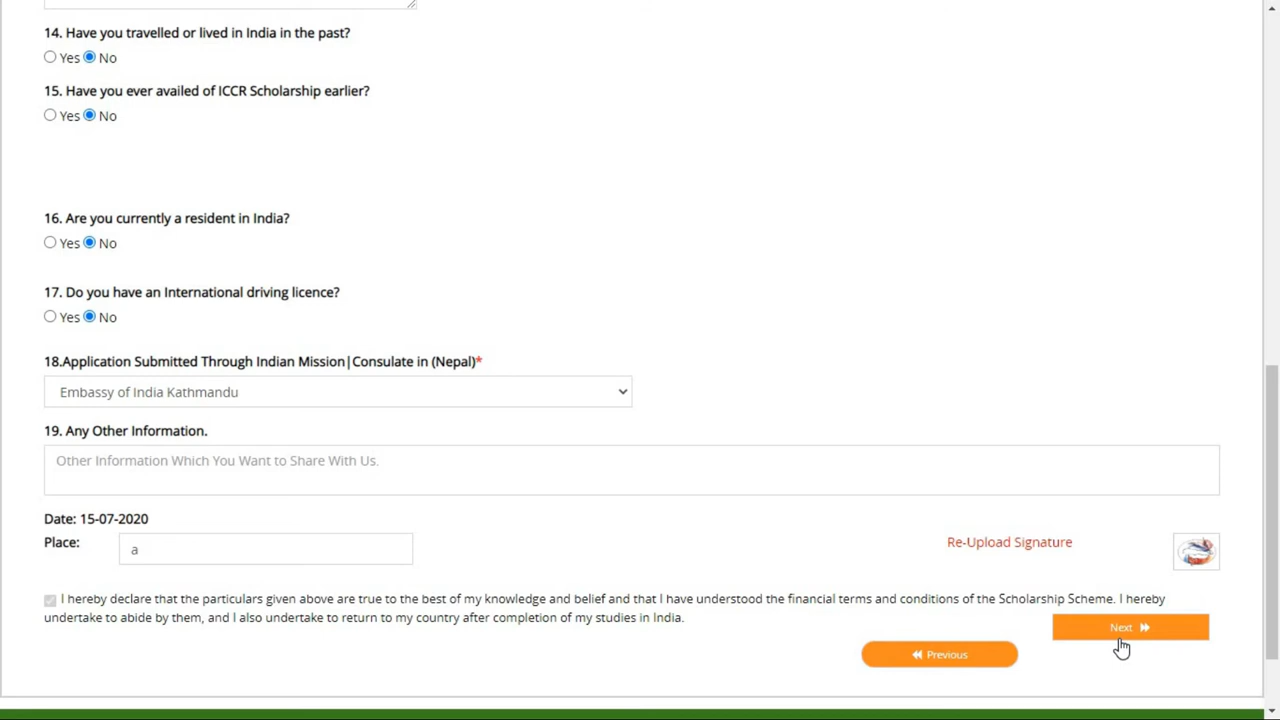 14. Have you travelled or lived in India in the past?
Yes No
15. Have you ever availed of ICCR Scholarship earlier?
Yes No
16. Are you currently a resident in India?
Yes No
17. Do you have an International driving licence?
Yes No
18.Application Submitted Through Indian Mission|Consulate in (Nepal)*
Embassy of India Kathmandu
19. Any Other Information.
Other Information Which You Want to Share With Us.
Date: 15-07-2020
Place: a
Re-Upload Signature
I hereby declare that the particulars given above are true to the best of my knowledge and belief and that I have understood the financial terms and conditions of the Scholarship Scheme. I hereby
undertake to abide by them, and I also undertake to return to my country after completion of my studies in India.
Next
Previous